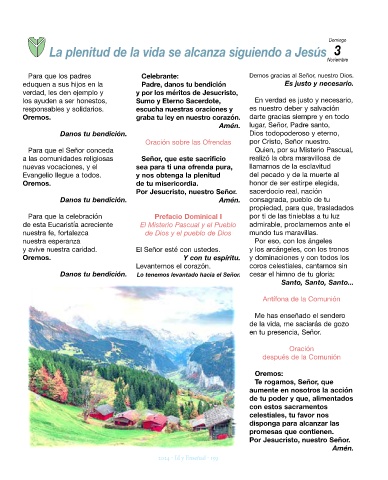 Domingo
La plenitud de la vida se alcanza siguiendo a Jesús 3
Noviembre
Para que los padres
eduquen a sus hijos en la
verdad, les den ejemplo y
los ayuden a ser honestos,
responsables y solidarios.
Oremos.
Danos tu bendición.
Para que el Señor conceda
a las comunidades religiosas
nuevas vocaciones, y el
Evangelio llegue a todos.
Oremos.
Danos tu bendición.
Para que la celebración
de esta Eucaristía acreciente
nuestra fe, fortalezca
nuestra esperanza
y avive nuestra caridad.
Oremos.
Danos tu bendición.
Celebrante:
Padre, danos tu bendición
y por los méritos de Jesucristo,
Sumo y Eterno Sacerdote,
escucha nuestras oraciones y
graba tu ley en nuestro corazón.
Amén.
Oración sobre las Ofrendas
Señor, que este sacrificio
sea para ti una ofrenda pura,
y nos obtenga la plenitud
de tu misericordia.
Por Jesucristo, nuestro Señor.
Amén.
Prefacio Dominical I
El Misterio Pascual y el Pueblo
de Dios y el pueblo de Dios
El Señor esté con ustedes.
Y con tu espíritu.
Levantemos el corazón.
Lo tenemos levantado hacia el Señor.
Demos gracias al Señor, nuestro Dios.
Es justo y necesario.
En verdad es justo y necesario,
es nuestro deber y salvación
darte gracias siempre y en todo
lugar, Señor, Padre santo,
Dios todopoderoso y eterno,
por Cristo, Señor nuestro.
Quien, por su Misterio Pascual,
realizó la obra maravillosa de
llamarnos de la esclavitud
del pecado y de la muerte al
honor de ser estirpe elegida,
sacerdocio real, nación
consagrada, pueblo de tu
propiedad, para que, trasladados
por ti de las tinieblas a tu luz
admirable, proclamemos ante el
mundo tus maravillas.
Por eso, con los ángeles
y los arcángeles, con los tronos
y dominaciones y con todos los
coros celestiales, cantamos sin
cesar el himno de tu gloria:
Santo, Santo, Santo...
Antífona de la Comunión
Me has enseñado el sendero
de la vida, me saciarás de gozo
en tu presencia, Señor.
Oración
después de la Comunión
Oremos:
Te rogamos, Señor, que
aumente en nosotros la acción
de tu poder y que, alimentados
con estos sacramentos
celestiales, tu favor nos
disponga para alcanzar las
promesas que contienen.
Por Jesucristo, nuestro Señor.
Amén.